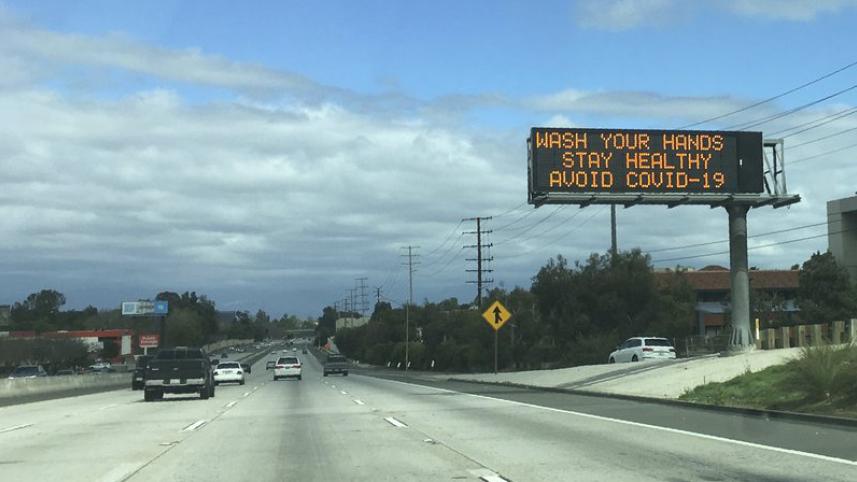 WASH YOUR HANDS
STAY HEALTHY
AVOID COVID-19